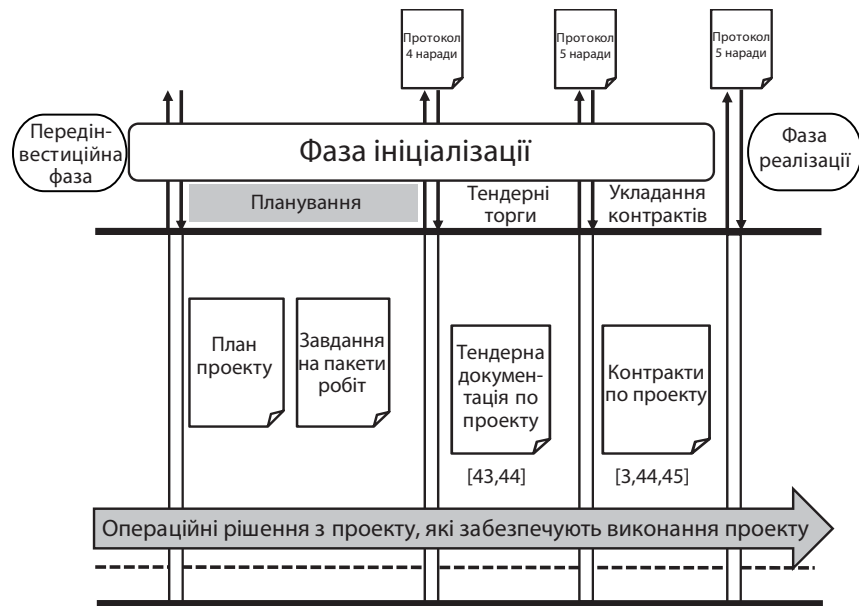 Протокол
4 наради
Протокол
5 наради
Протокол
5 наради
Передін-
вестиційна
фаза
Фаза ініціалізації
Фаза
реалізації
Планування
Тендерні
торги
Укладання
контрактів
План
проекту
Завдання
на пакети
робіт
Тендерна
докумен-
тація по
проекту
Контракти
по проекту
[43,44]
[3,44,45]
Операційні рішення з проекту, які забезпечують виконання проекту